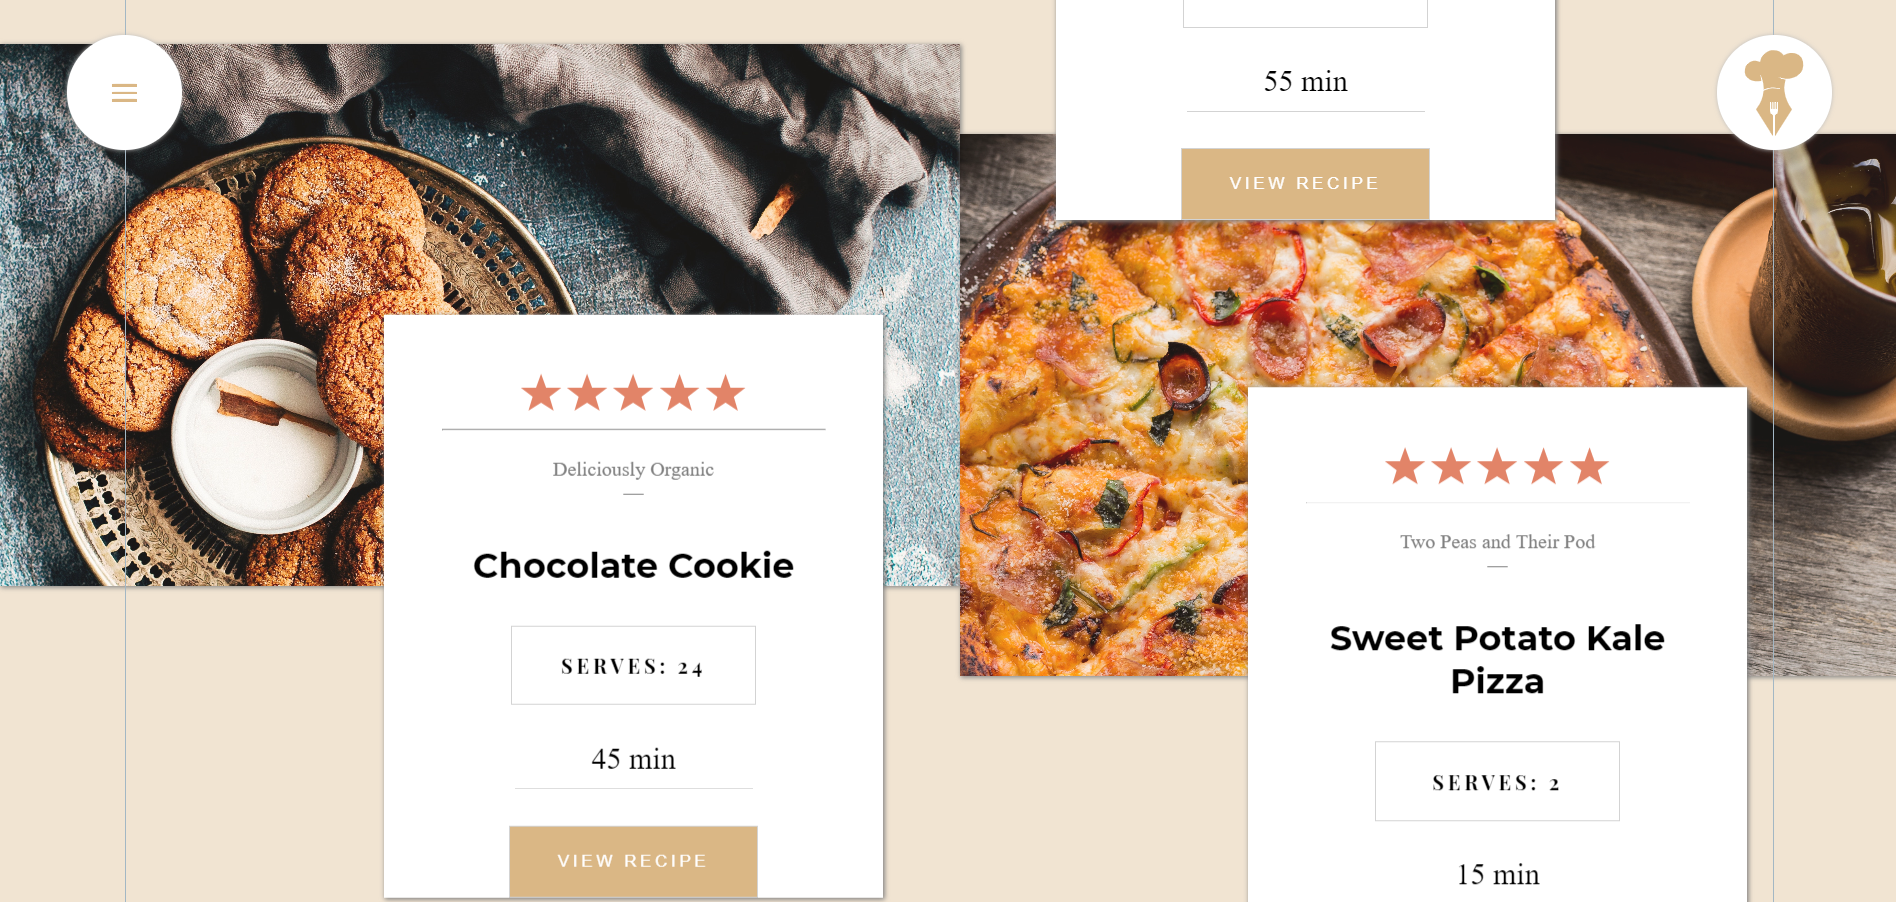 55 min
VIEW RECIPE
Deliciously Organic
Chocolate Cookie
SERVES: 24
45 min
VIEW RECIPE
Two Peas and Their Pod
Sweet Potato Kale
Pizza
SERVES: 2
15 min